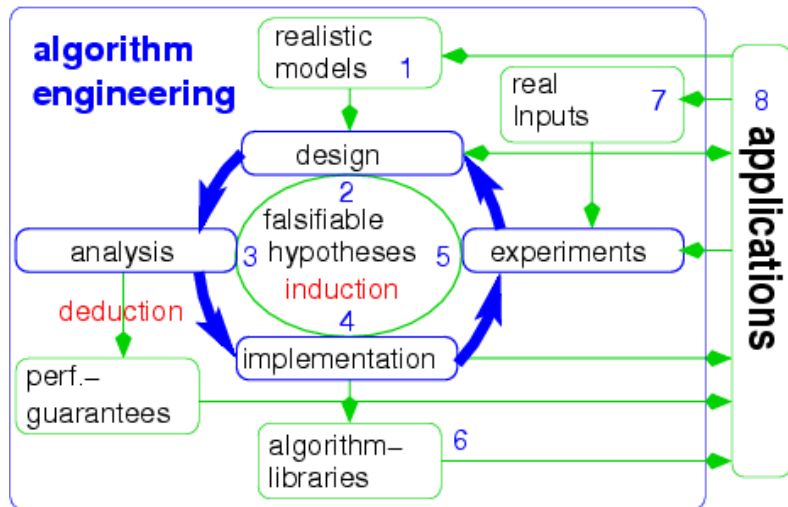 algorithm
engineering
realistic
models 1
real
Inputs 7
8
applications
design
2
falsifiable
hypotheses
induction
analysis
3
5
experiments
deduction
4
implementation
perf.–
guarantees
algorithm–
libraries
6